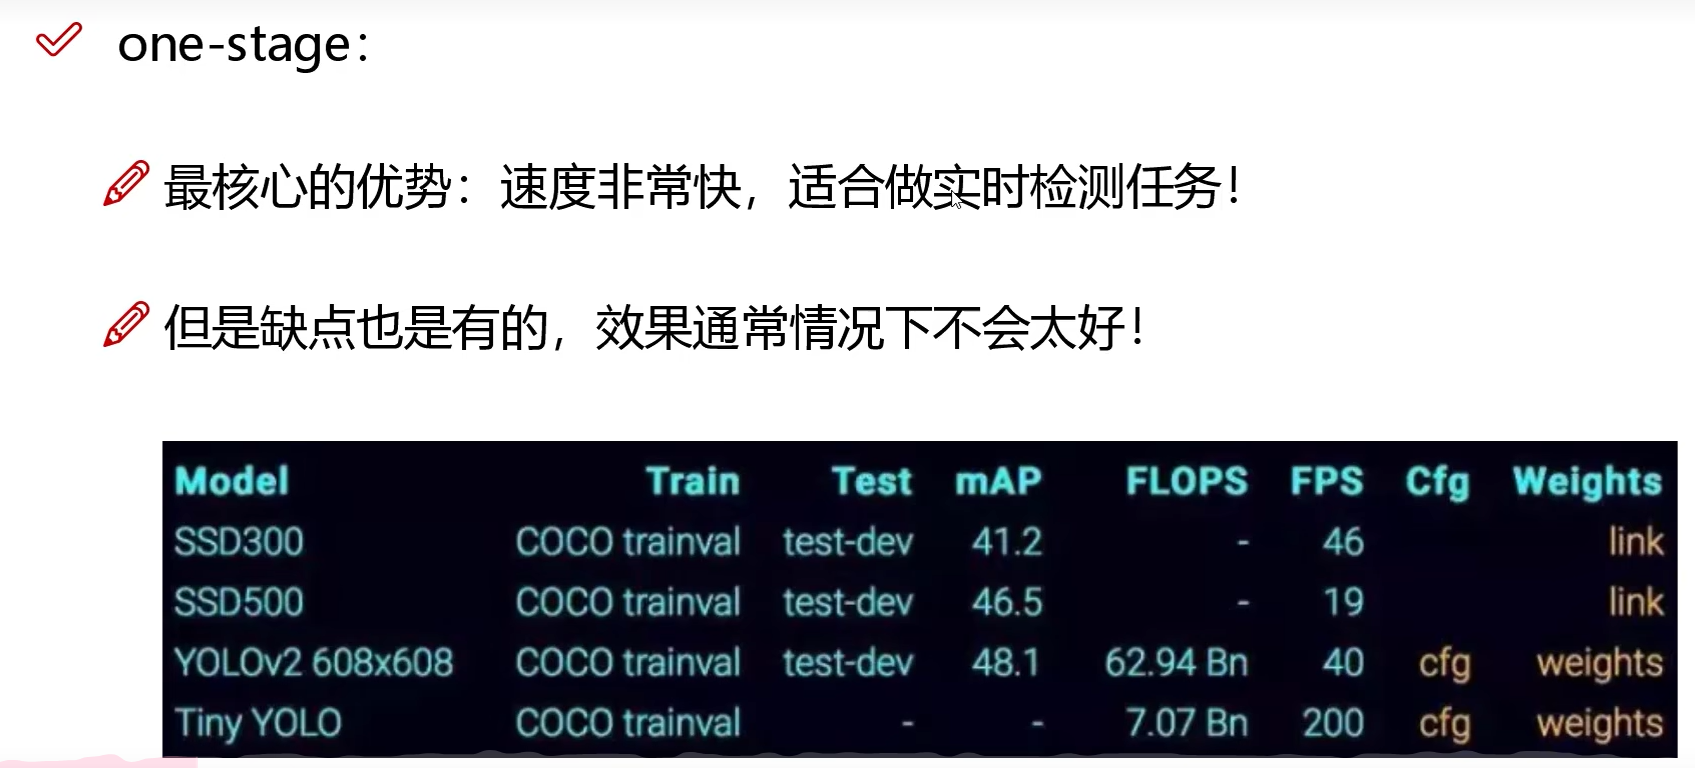 one-stage：
最核心的优势：速度非常快，适合做实时检测任务！
但是缺点也是有的，效果通常情况下不会太好！
Model Train Test mAP FLOPS FPS Cfg Weights
SSD300 COCO trainval test-dev 41.2 - 46 link
SSD500 COCO trainval test-dev 46.5 - 19 link
YOLOv2 608x608 COCO trainval test-dev 48.1 62.94 Bn 40 cfg weights
Tiny YOLO COCO trainval - - 7.07 Bn 200 cfg weights